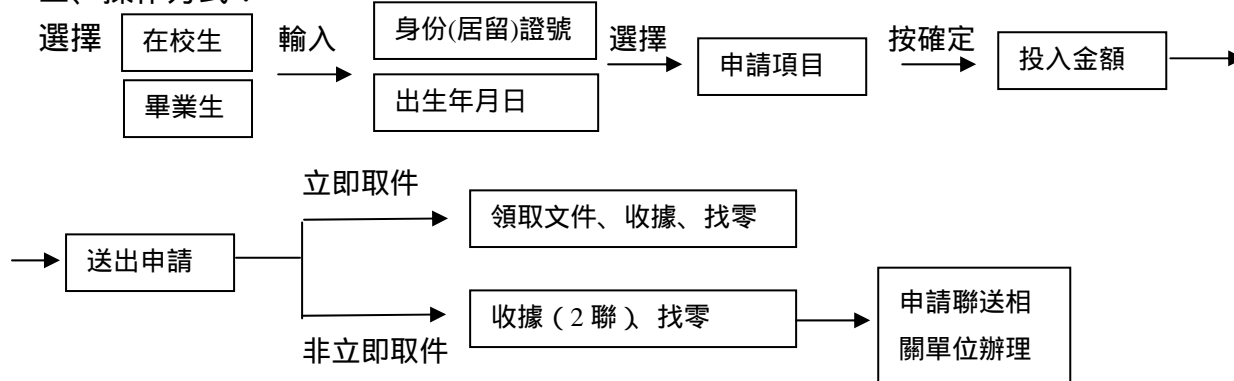 選擇 在校生 輸入 身份(居留)證號 選擇 申請項目 按確定 投入金額
畢業生 出生年月日
立即取件
領取文件、收據、找零
送出申請
收據（2 聯）、找零
非立即取件
申請聯送相
關單位辦理